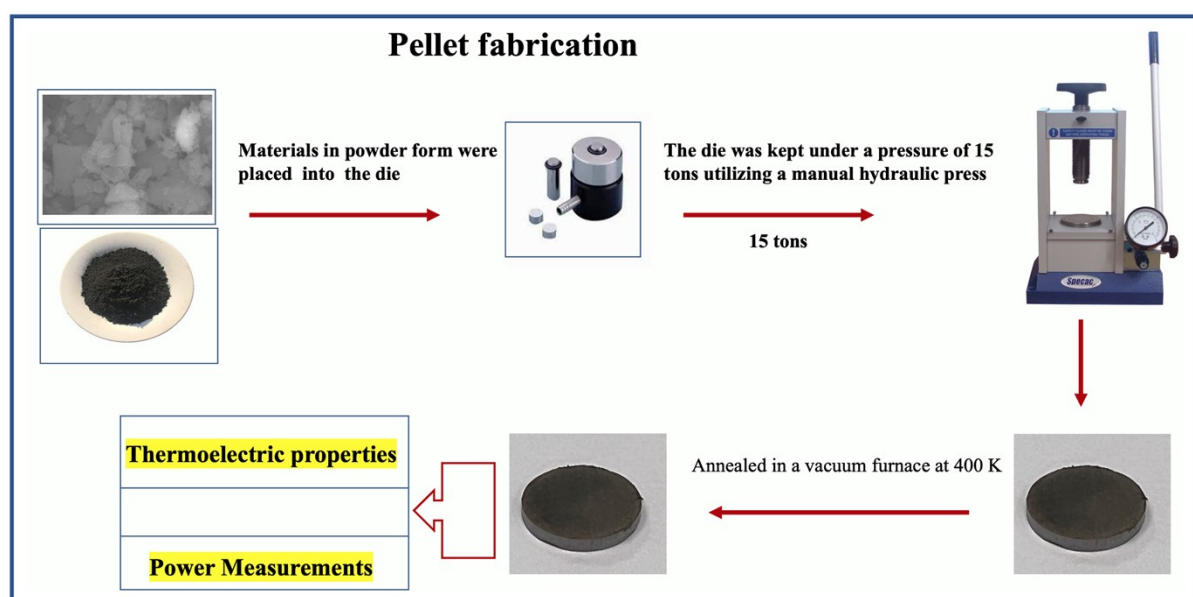 Pellet fabrication
Materials in powder form were
placed into the die
The die was kept under a pressure of 15
tons utilizing a manual hydraulic press
15 tons
Specac
Annealed in a vacuum furnace at 400 K
Thermoelectric properties
Power Measurements